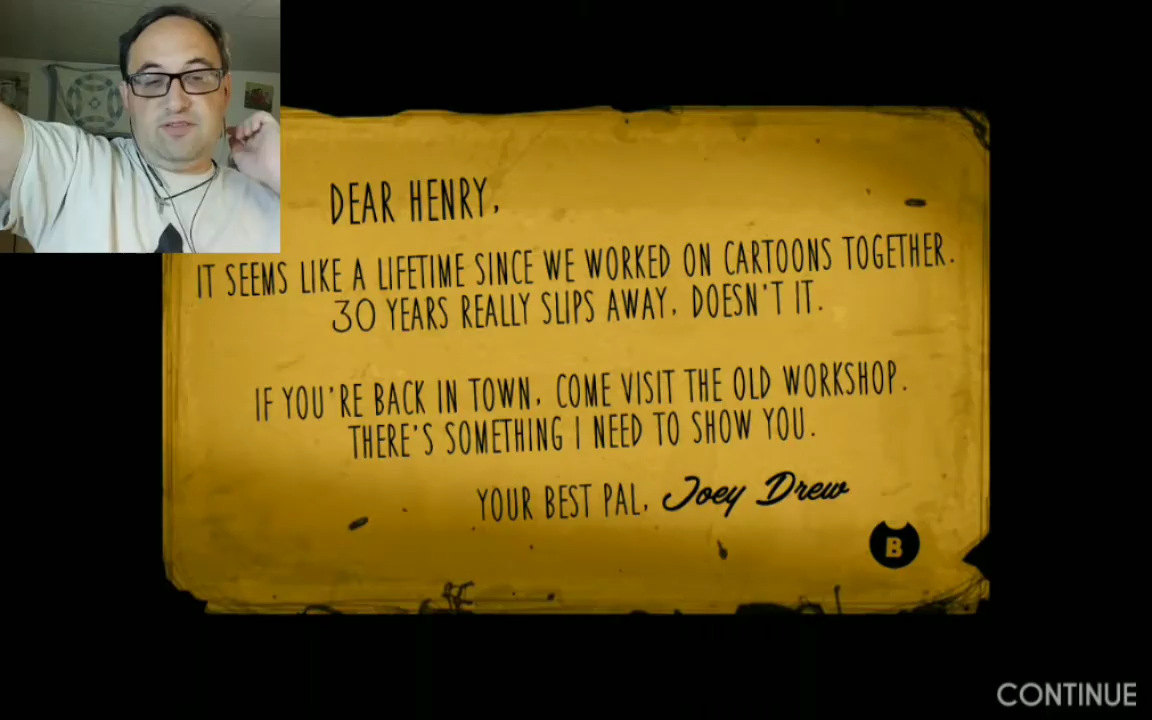 DEAR HENRY,
IT SEEMS LIKE A LIFETIME SINCE WE WORKED ON CARTOONS TOGETHER.
30 YEARS REALLY SLIPS AWAY, DOESN'T IT.
IF YOU'RE BACK IN TOWN, COME VISIT THE OLD WORKSHOP.
THERE'S SOMETHING I NEED TO SHOW YOU.
YOUR BEST PAL, Joey Drew
B
CONTINUE